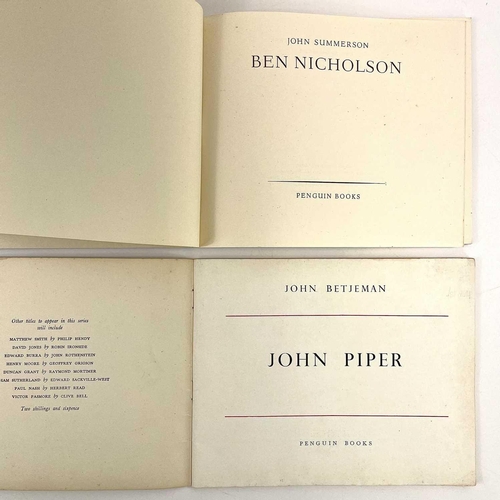 JOHN SUMMERSON
BEN NICHOLSON
PENGUIN BOOKS
Other titles to appear in this series
will include
MATTHEW SMITH by PHILIP HENDY
DAVID JONES by ROBIN IRONSIDE
EDWARD BURRA by JOHN ROTHENSTEIN
HENRY MOORE by GEOFFREY GRIGSON
DUNCAN GRANT by RAYMOND MORTIMER
HAM SUTHERLAND by EDWARD SACKVILLE-WEST
PAUL NASH by HERBERT READ
VICTOR PASMORE by CLIVE BELL
Two shillings and sixpence
JOHN BETJEMAN
JOHN PIPER
PENGUIN BOOKS